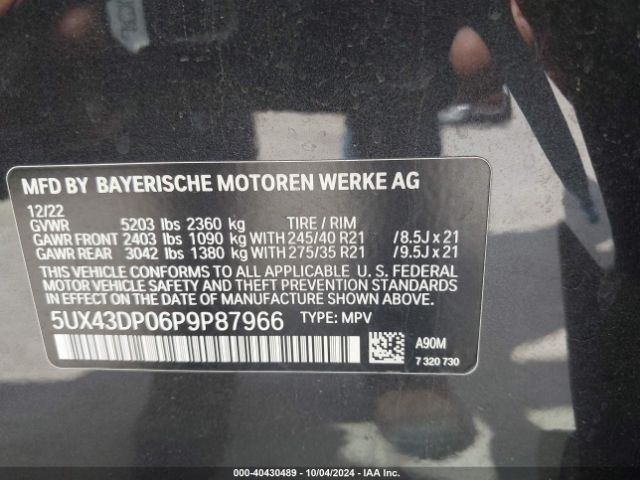 MFD BY BAYERISCHE MOTOREN WERKE AG
12/22
GVWR 5203 lbs 2360 kg TIRE / RIM
GAWR FRONT 2403 lbs 1090 kg WITH 245/40 R21 /8.5J x 21
GAWR REAR 3042 lbs 1380 kg WITH 275/35 R21 /9.5J x 21
THIS VEHICLE CONFORMS TO ALL APPLICABLE U. S. FEDERAL
MOTOR VEHICLE SAFETY AND THEFT PREVENTION STANDARDS
IN EFFECT ON THE DATE OF MANUFACTURE SHOWN ABOVE.
5UX43DP06P9P87966 TYPE: MPV
A90M
7 320 730
000-40430489 - 10/04/2024 - IAA Inc.